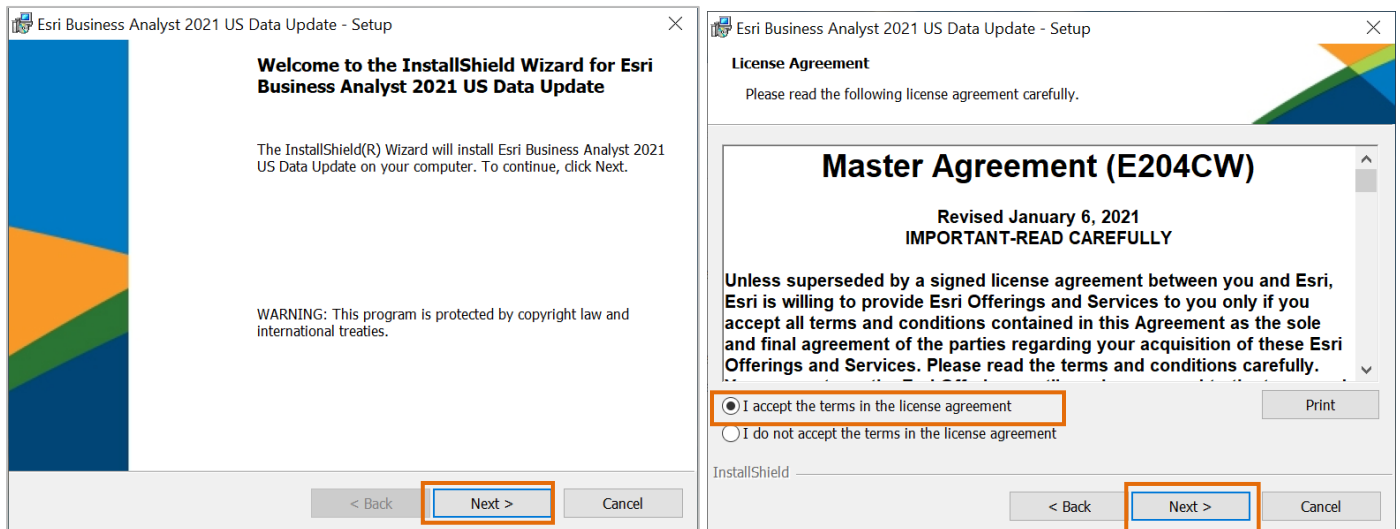 Esri Business Analyst 2021 US Data Update - Setup
Welcome to the InstallShield Wizard for Esri
Business Analyst 2021 US Data Update
The InstallShield(R) Wizard will install Esri Business Analyst 2021
US Data Update on your computer. To continue, click Next.
WARNING: This program is protected by copyright law and
international treaties.
< Back
Next >
Cancel
Esri Business Analyst 2021 US Data Update - Setup
License Agreement
Please read the following license agreement carefully.
Master Agreement (E204CW)
Revised January 6, 2021
IMPORTANT-READ CAREFULLY
Unless superseded by a signed license agreement between you and Esri,
Esri is willing to provide Esri Offerings and Services to you only if you
accept all terms and conditions contained in this Agreement as the sole
and final agreement of the parties regarding your acquisition of these Esri
Offerings and Services. Please read the terms and conditions carefully.
I accept the terms in the license agreement
Print
I do not accept the terms in the license agreement
InstallShield
< Back
Next >
Cancel